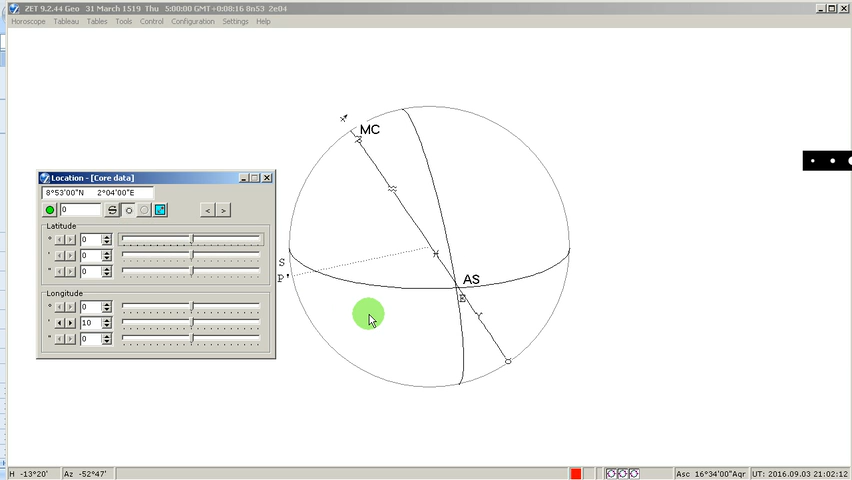 ZET 9.2.44 Geo 31 March 1519 Thu 5:00:00 GMT+0:08:16 8n53 2e04
Horoscope Tableau Tables Tools Control Configuration Settings Help
MC
Location - [Core data]
8°53'00"N 2°04'00"E
0
< >
Latitude
° 0
' 0
" 0
Longitude
° 0
' 10
" 0
S
P'
AS
E
H -13°20' Az -52°47' Asc 16°34'00"Aqr UT: 2016.09.03 21:02:12